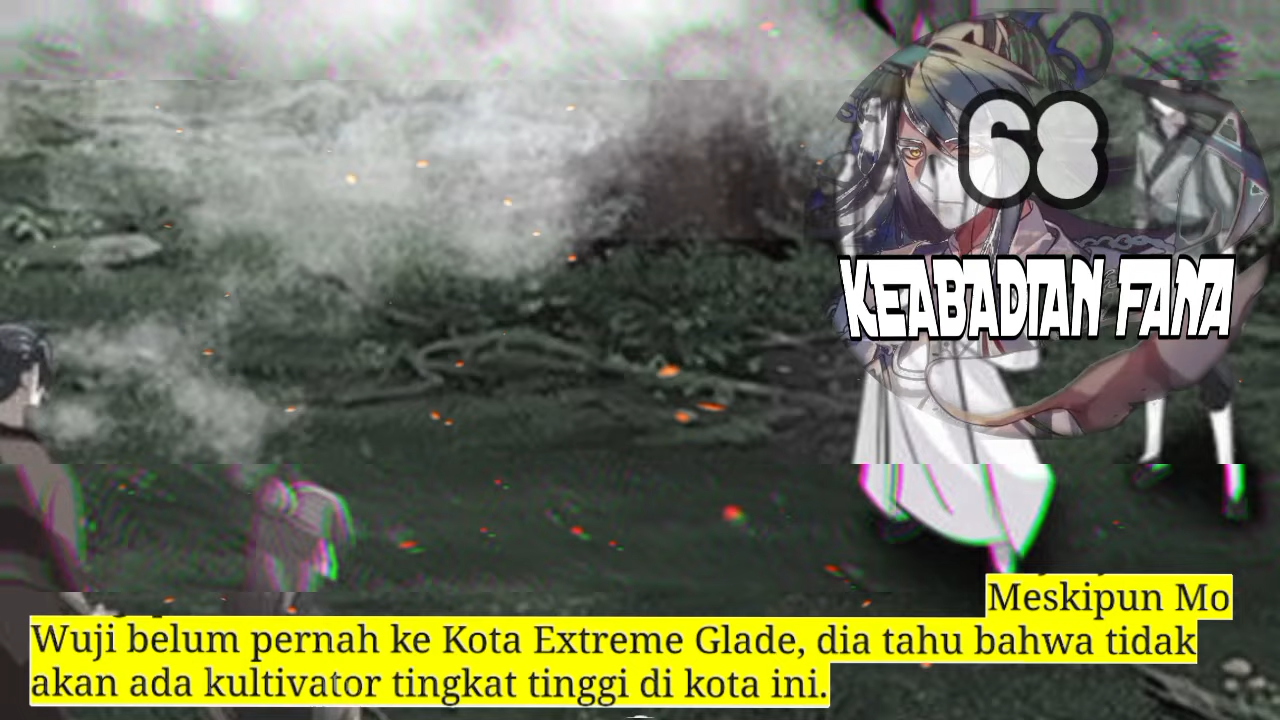 68
KEABADIAN FANA
Meskipun Mo
Wuji belum pernah ke Kota Extreme Glade, dia tahu bahwa tidak
akan ada kultivator tingkat tinggi di kota ini.